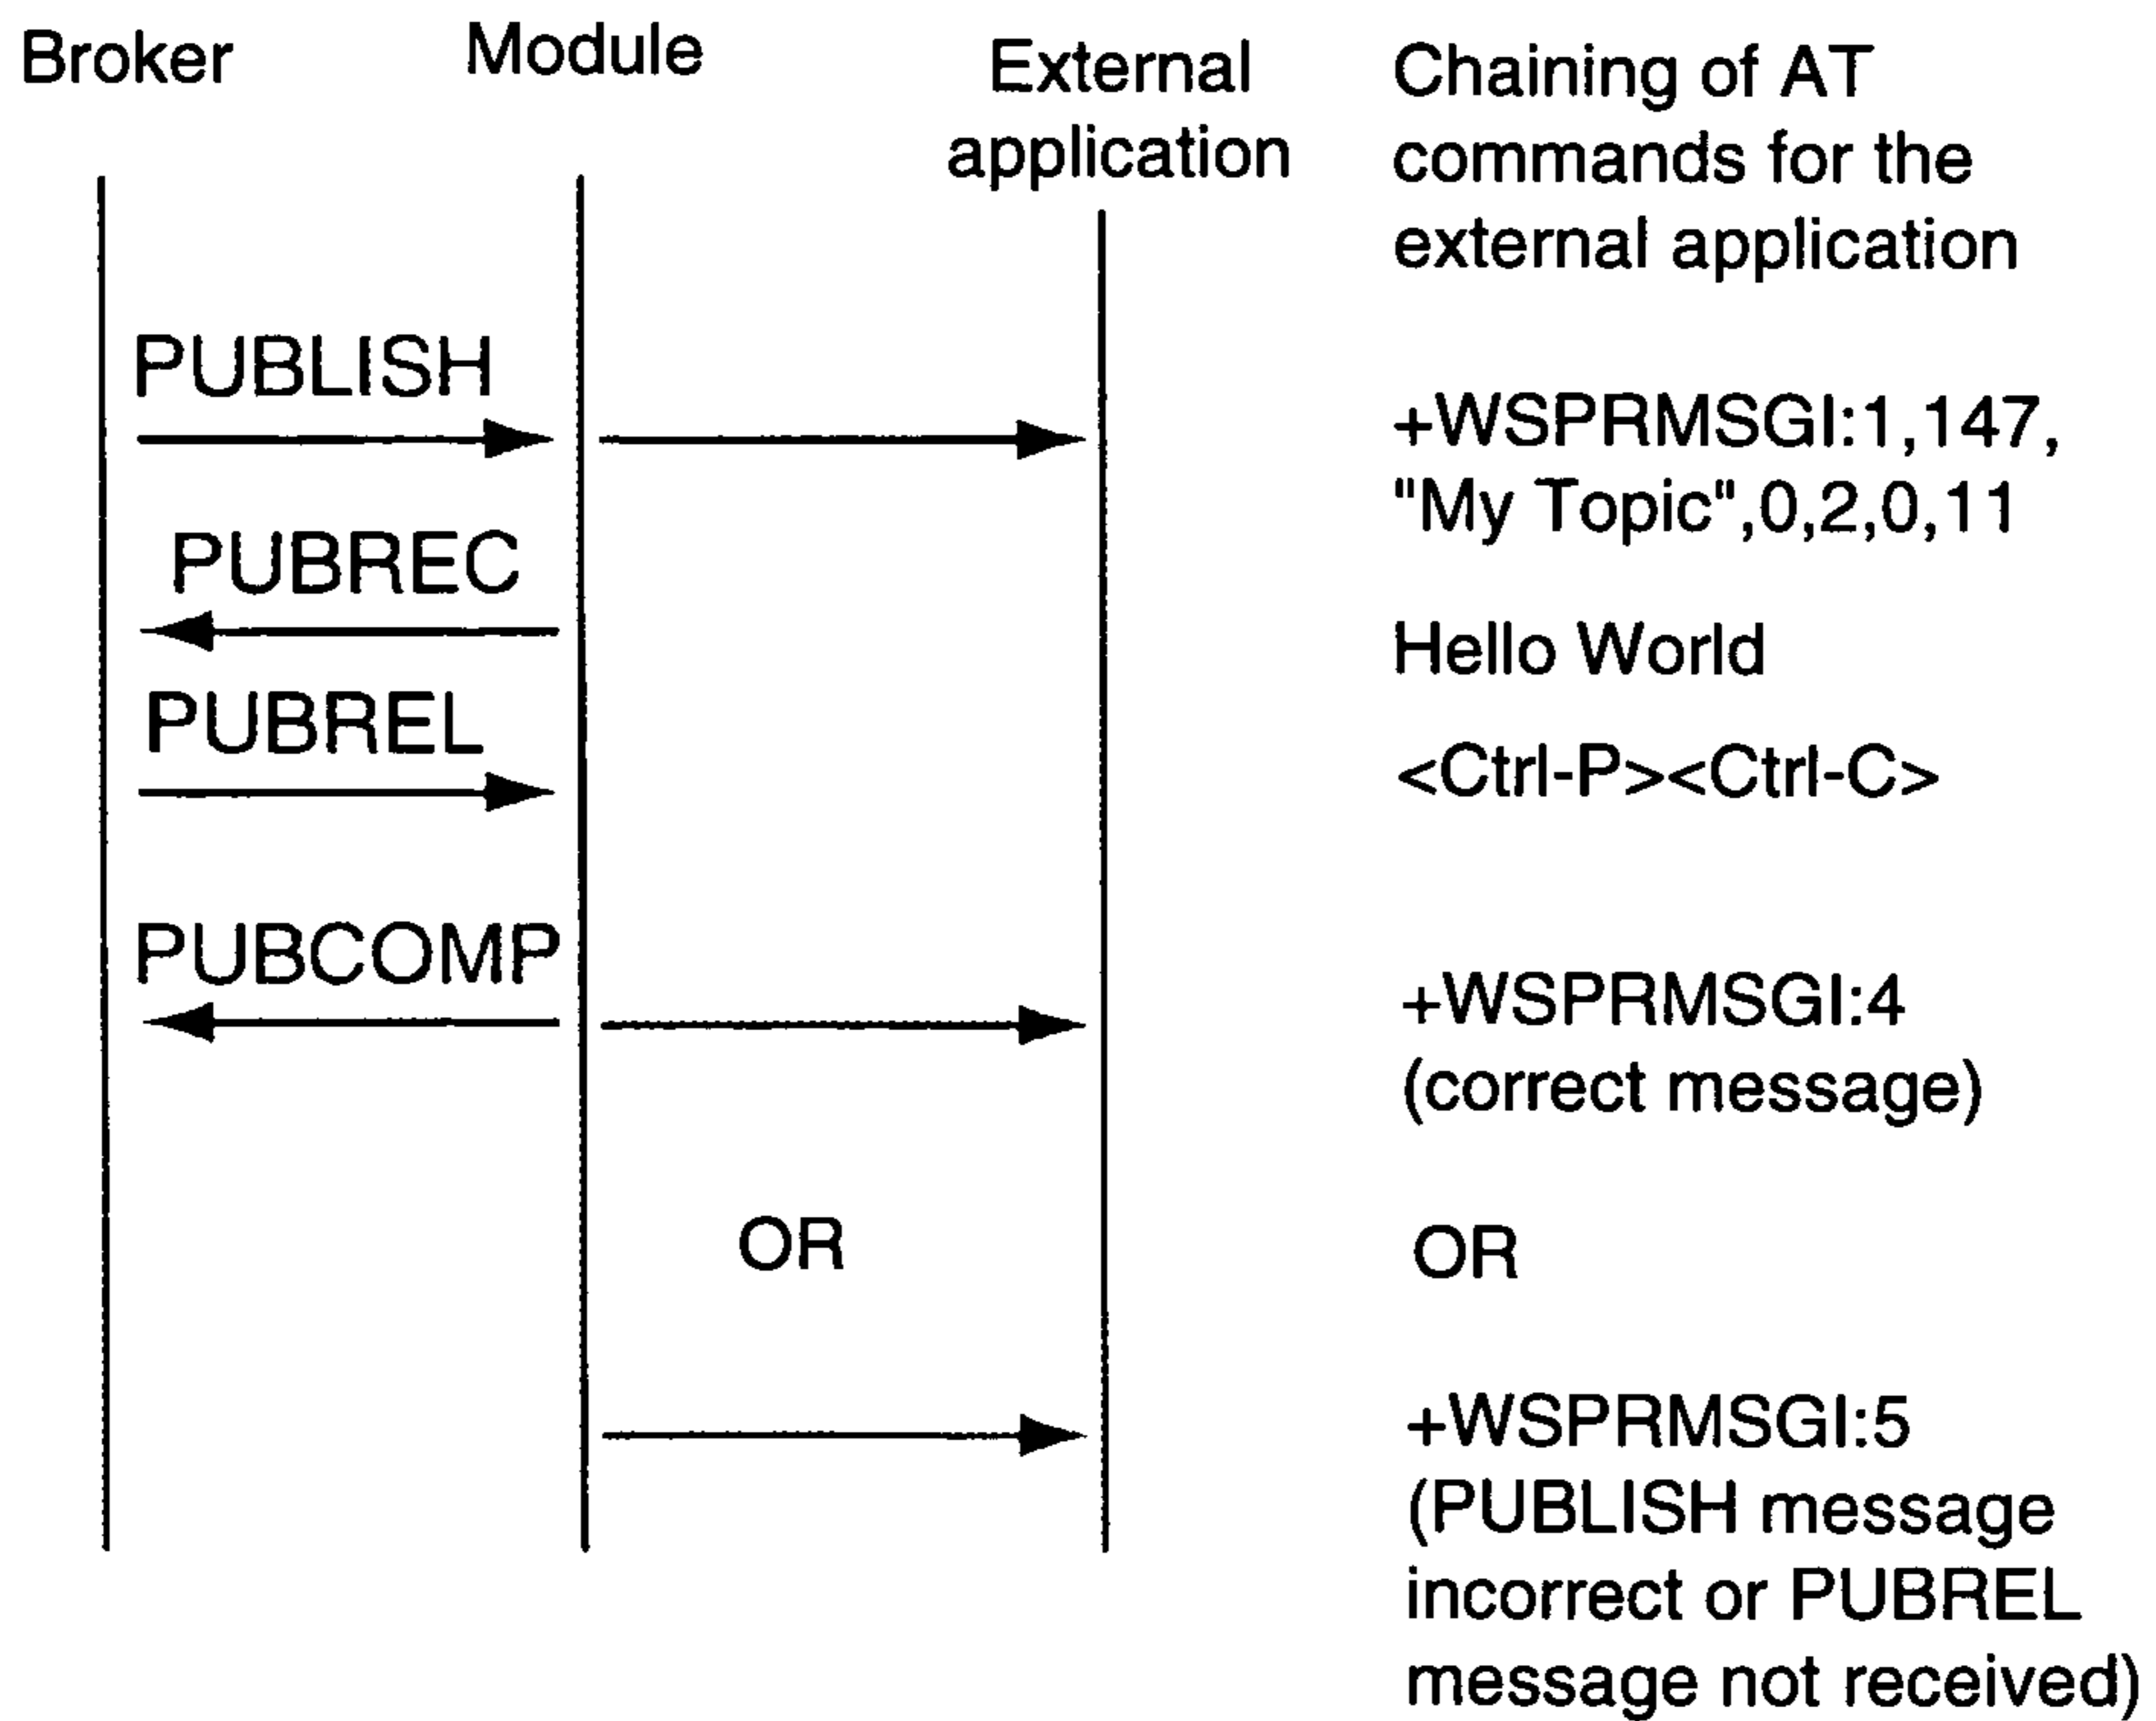 Broker
Module
External
application
Chaining of AT
commands for the
external application
PUBLISH
+WSPRMSGI:1,147,
"My Topic",0,2,0,11
PUBREC
Hello World
PUBREL
<Ctrl-P><Ctrl-C>
PUBCOMP
+WSPRMSGI:4
(correct message)
OR
OR
+WSPRMSGI:5
(PUBLISH message
incorrect or PUBREL
message not received)